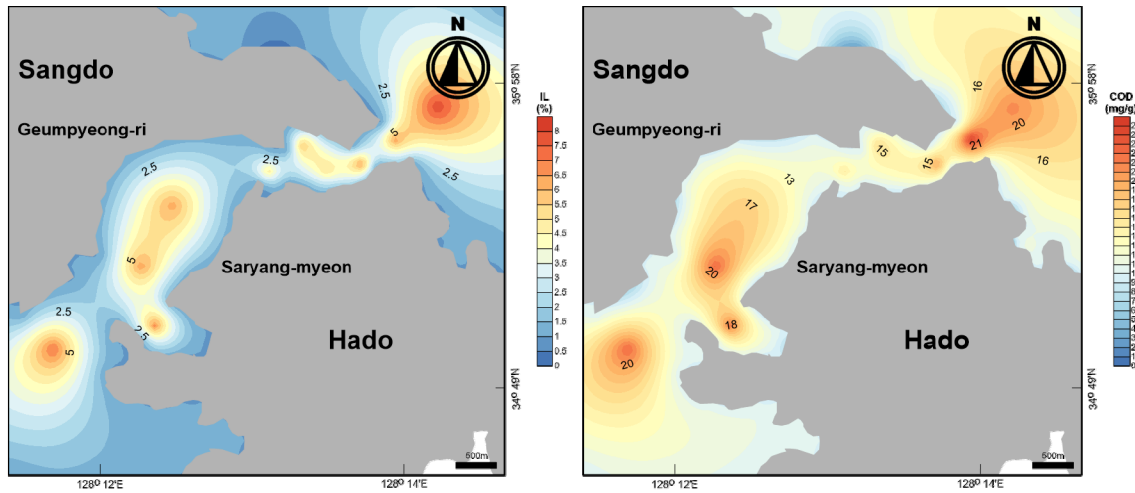 N
Sangdo
Geumpyeong-ri
2.5
2.5
5
2.5
2.5
2.5
5
2.5
5
2.5
Saryang-myeon
Hado
500m
35° 58'N
34° 49'N
128° 12'E
128° 14'E
IL
(%)
8
7.5
7
6.5
6
5.5
5
4.5
4
3.5
3
2.5
2
1.5
1
0.5
0
N
Sangdo
Geumpyeong-ri
16
20
21
16
15
15
13
17
20
18
20
Saryang-myeon
Hado
500m
35° 58'N
34° 49'N
128° 12'E
128° 14'E
COD
(mg/g)